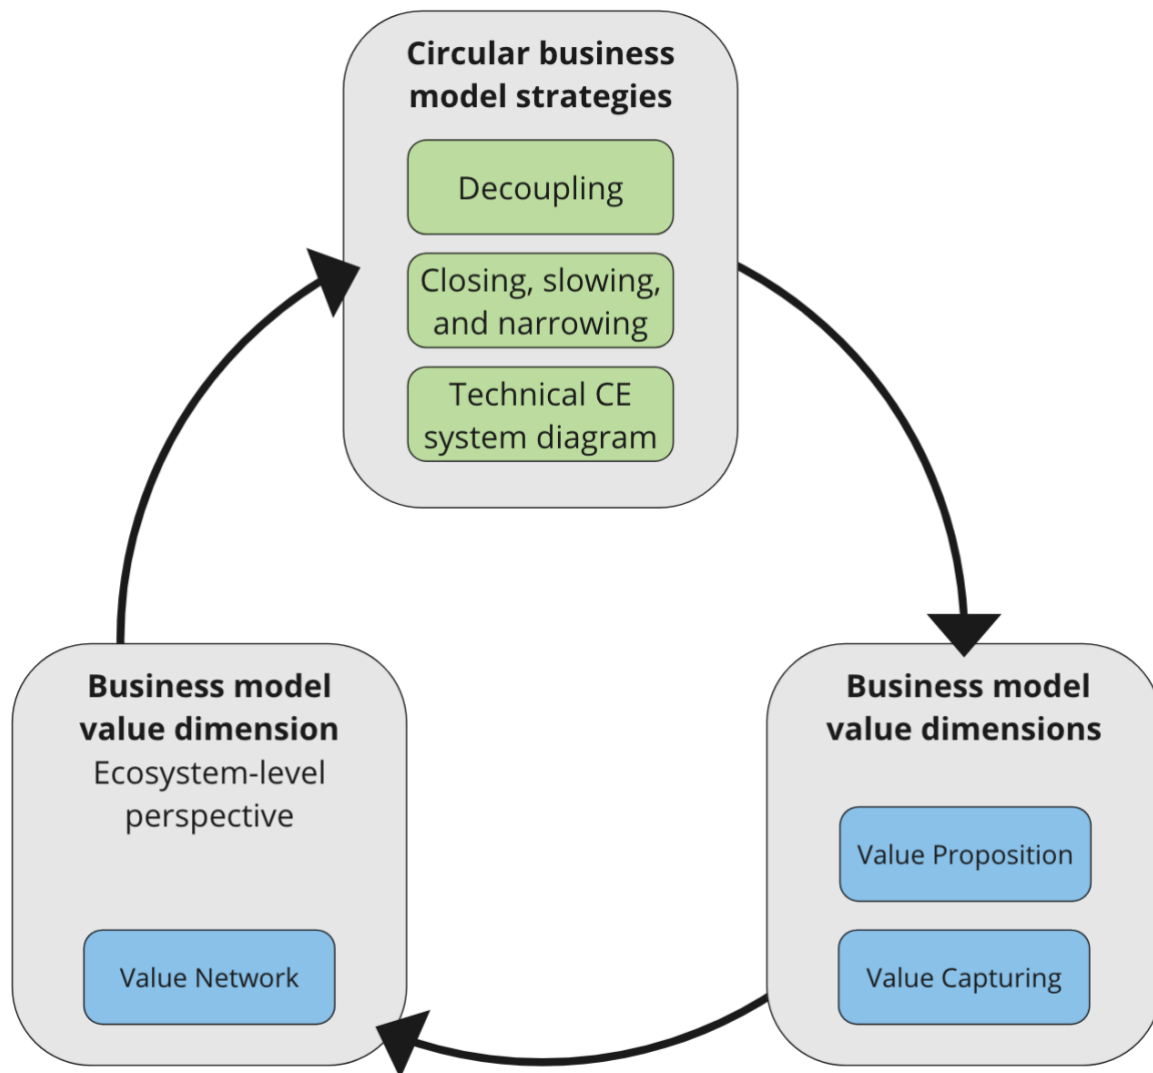 Circular business
model strategies
Decoupling
Closing, slowing,
and narrowing
Technical CE
system diagram
Business model
value dimension
Ecosystem-level
perspective
Value Network
Business model
value dimensions
Value Proposition
Value Capturing